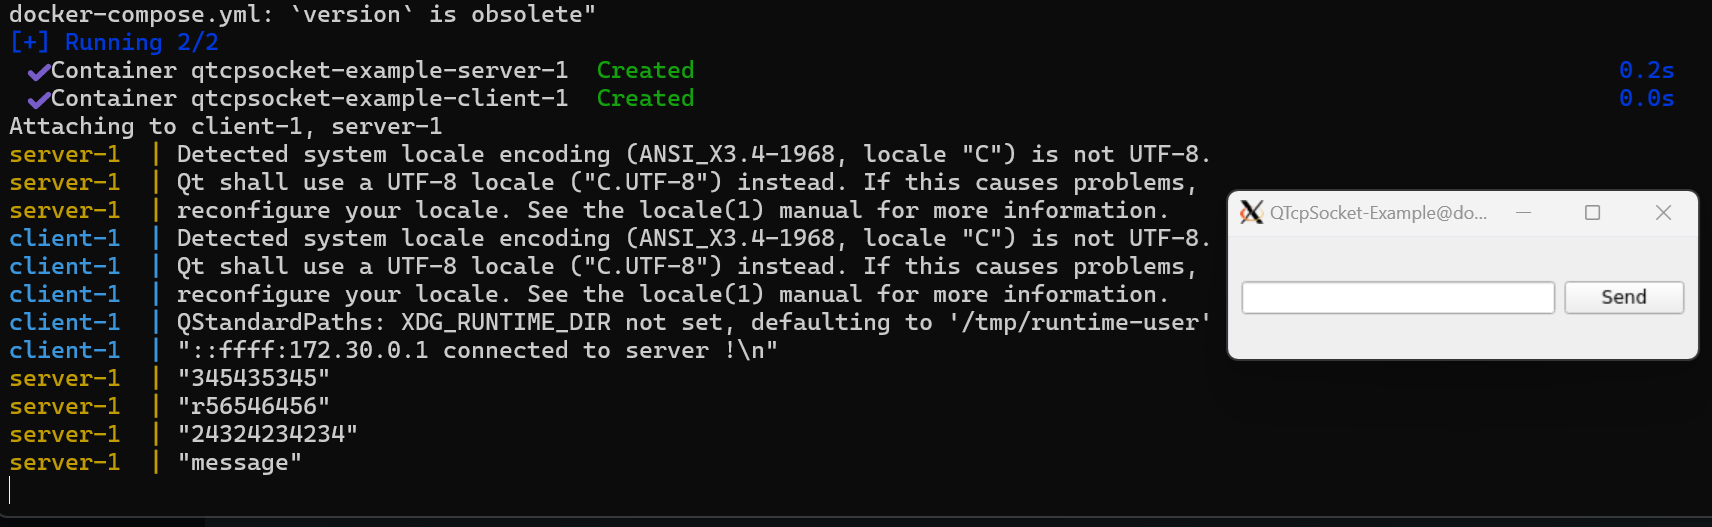 docker-compose.yml: `version` is obsolete"
[+] Running 2/2
✔Container qtcpsocket-example-server-1  Created 0.2s
✔Container qtcpsocket-example-client-1  Created 0.0s
Attaching to client-1, server-1
server-1  | Detected system locale encoding (ANSI_X3.4-1968, locale "C") is not UTF-8.
server-1  | Qt shall use a UTF-8 locale ("C.UTF-8") instead. If this causes problems,
server-1  | reconfigure your locale. See the locale(1) manual for more information.
client-1  | Detected system locale encoding (ANSI_X3.4-1968, locale "C") is not UTF-8.
client-1  | Qt shall use a UTF-8 locale ("C.UTF-8") instead. If this causes problems,
client-1  | reconfigure your locale. See the locale(1) manual for more information.
client-1  | QStandardPaths: XDG_RUNTIME_DIR not set, defaulting to '/tmp/runtime-user'
client-1  | "::ffff:172.30.0.1 connected to server !\n"
server-1  | "345435345"
server-1  | "r56546456"
server-1  | "24324234234"
server-1  | "message"
QTcpSocket-Example@do...
Send